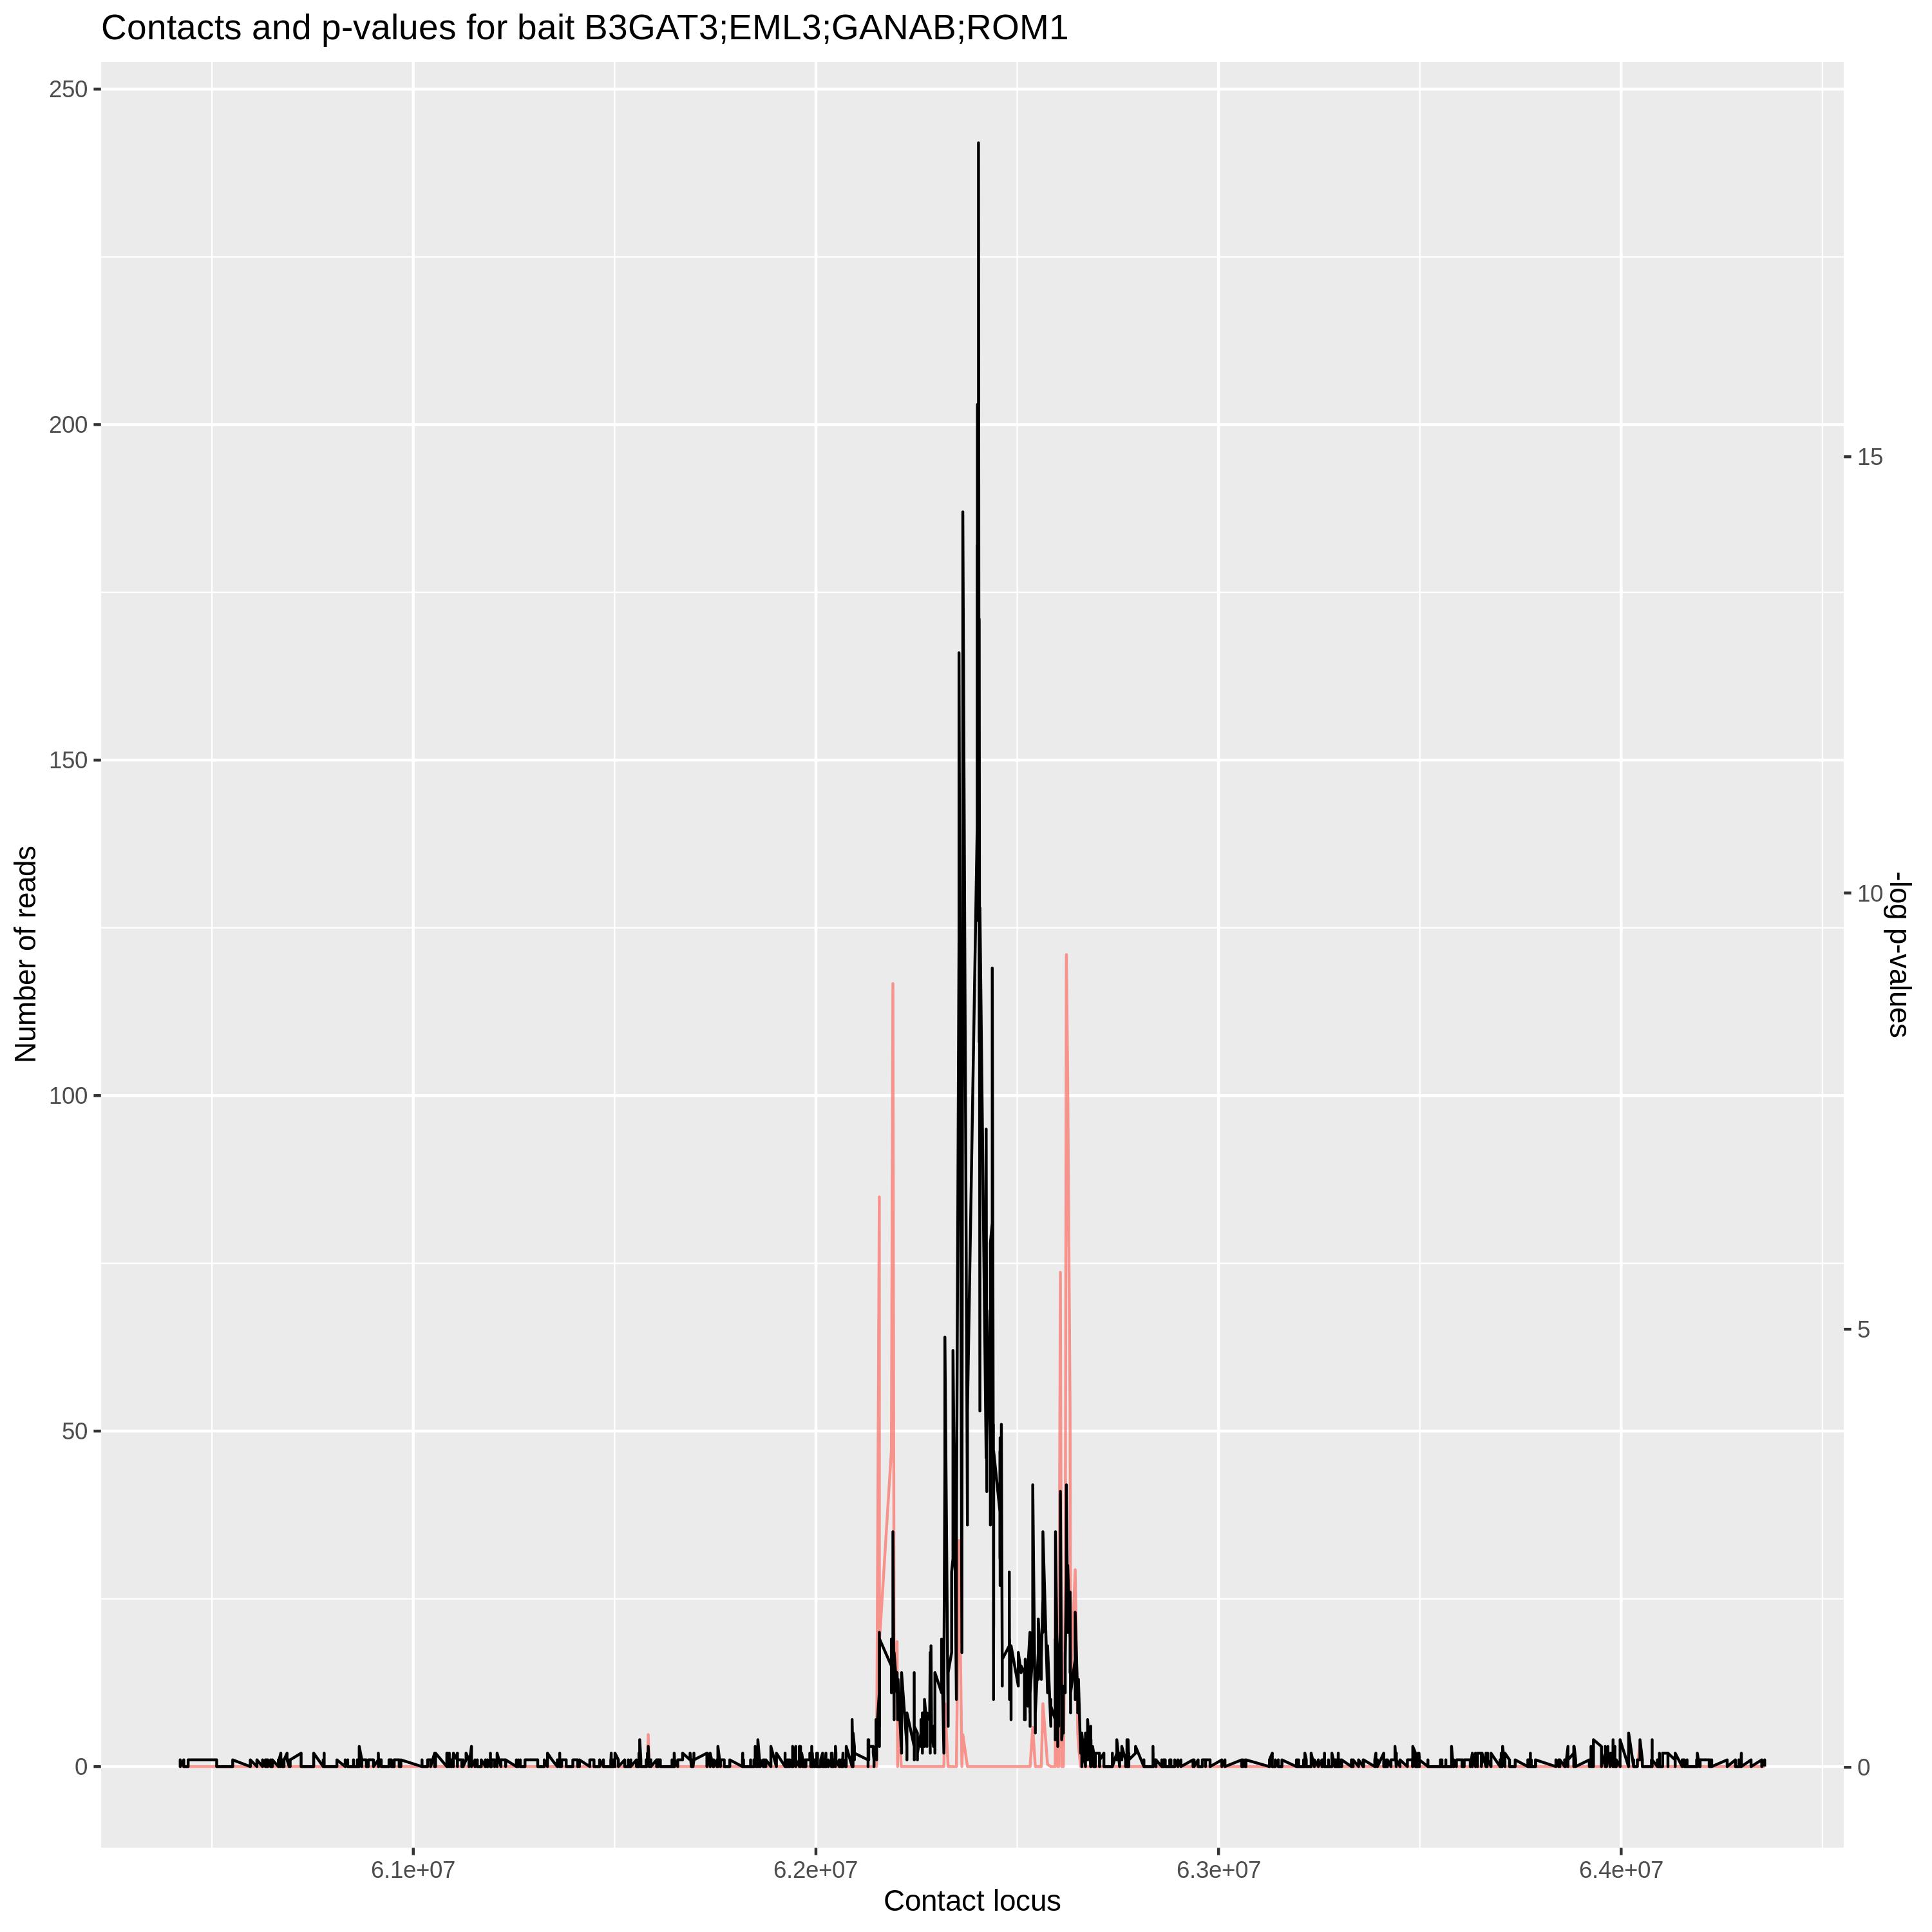 Contacts and p-values for bait B3GAT3;EML3;GANAB;ROM1
250
200
150
100
50
0
Number of reads
15
10
5
0
-log p-values
6.1e+07 6.2e+07 6.3e+07 6.4e+07
Contact locus